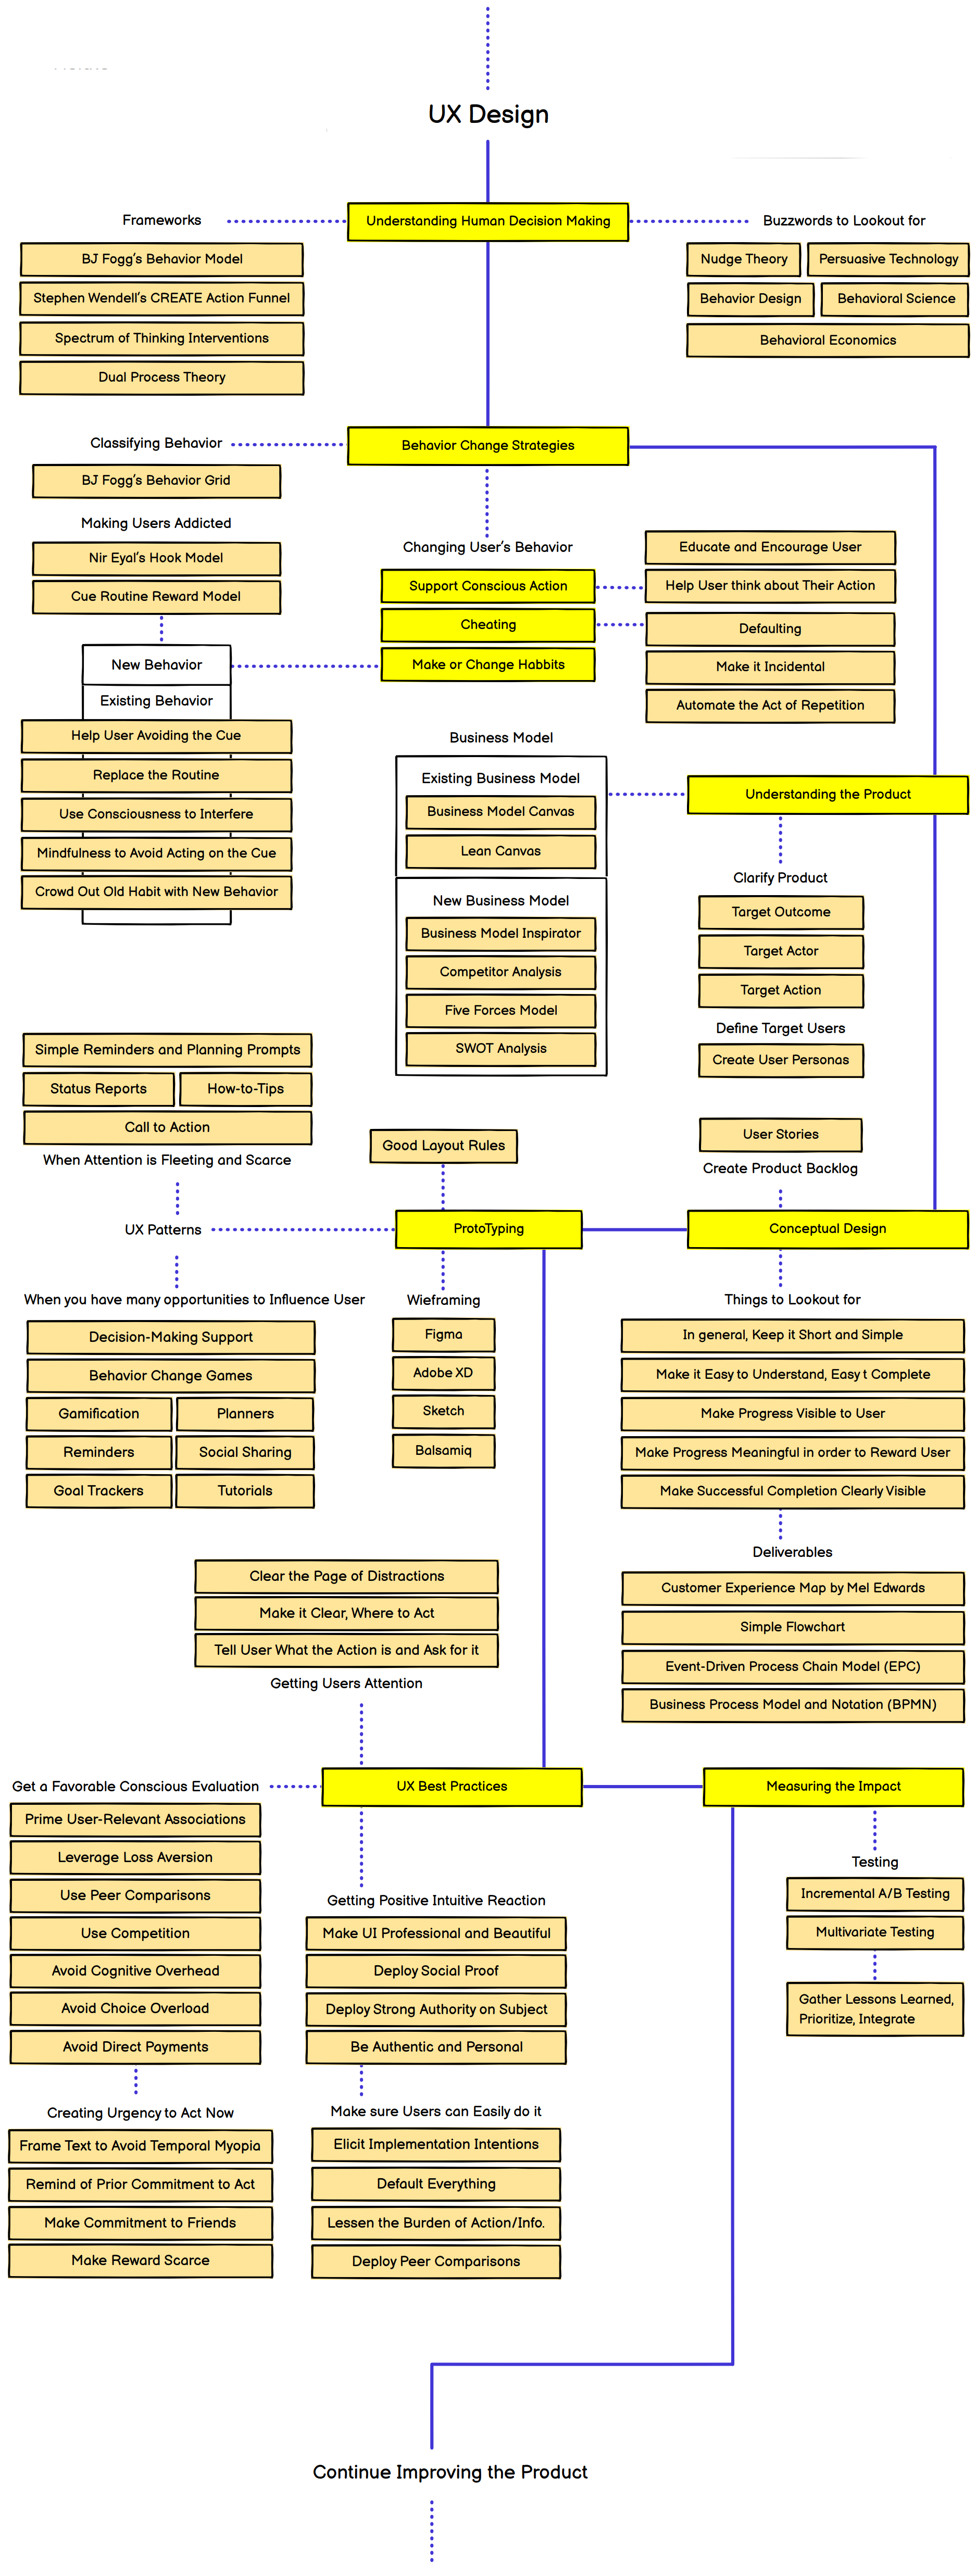 UX Design
Frameworks
Understanding Human Decision Making
Buzzwords to Lookout for
BJ Fogg's Behavior Model
Stephen Wendell's CREATE Action Funnel
Spectrum of Thinking Interventions
Dual Process Theory
Nudge Theory
Persuasive Technology
Behavior Design
Behavioral Science
Behavioral Economics
Classifying Behavior
Behavior Change Strategies
BJ Fogg's Behavior Grid
Making Users Addicted
Nir Eyal's Hook Model
Cue Routine Reward Model
Changing User's Behavior
Support Conscious Action
Cheating
Make or Change Habbits
Educate and Encourage User
Help User think about Their Action
Defaulting
Make it Incidental
Automate the Act of Repetition
New Behavior
Existing Behavior
Help User Avoiding the Cue
Replace the Routine
Use Consciousness to Interfere
Mindfulness to Avoid Acting on the Cue
Crowd Out Old Habit with New Behavior
Business Model
Existing Business Model
Business Model Canvas
Lean Canvas
New Business Model
Business Model Inspirator
Competitor Analysis
Five Forces Model
SWOT Analysis
Understanding the Product
Clarify Product
Target Outcome
Target Actor
Target Action
Define Target Users
Create User Personas
User Stories
Create Product Backlog
Conceptual Design
Simple Reminders and Planning Prompts
Status Reports
How-to-Tips
Call to Action
When Attention is Fleeting and Scarce
Good Layout Rules
UX Patterns
ProtoTyping
When you have many opportunities to Influence User
Decision-Making Support
Behavior Change Games
Gamification
Planners
Reminders
Social Sharing
Goal Trackers
Tutorials
Wieframing
Figma
Adobe XD
Sketch
Balsamiq
Things to Lookout for
In general, Keep it Short and Simple
Make it Easy to Understand, Easy t Complete
Make Progress Visible to User
Make Progress Meaningful in order to Reward User
Make Successful Completion Clearly Visible
Deliverables
Customer Experience Map by Mel Edwards
Simple Flowchart
Event-Driven Process Chain Model (EPC)
Business Process Model and Notation (BPMN)
Clear the Page of Distractions
Make it Clear, Where to Act
Tell User What the Action is and Ask for it
Getting Users Attention
Get a Favorable Conscious Evaluation
UX Best Practices
Measuring the Impact
Prime User-Relevant Associations
Leverage Loss Aversion
Use Peer Comparisons
Use Competition
Avoid Cognitive Overhead
Avoid Choice Overload
Avoid Direct Payments
Creating Urgency to Act Now
Frame Text to Avoid Temporal Myopia
Remind of Prior Commitment to Act
Make Commitment to Friends
Make Reward Scarce
Getting Positive Intuitive Reaction
Make UI Professional and Beautiful
Deploy Social Proof
Deploy Strong Authority on Subject
Be Authentic and Personal
Make sure Users can Easily do it
Elicit Implementation Intentions
Default Everything
Lessen the Burden of Action/Info.
Deploy Peer Comparisons
Testing
Incremental A/B Testing
Multivariate Testing
Gather Lessons Learned,
Prioritize, Integrate
Continue Improving the Product